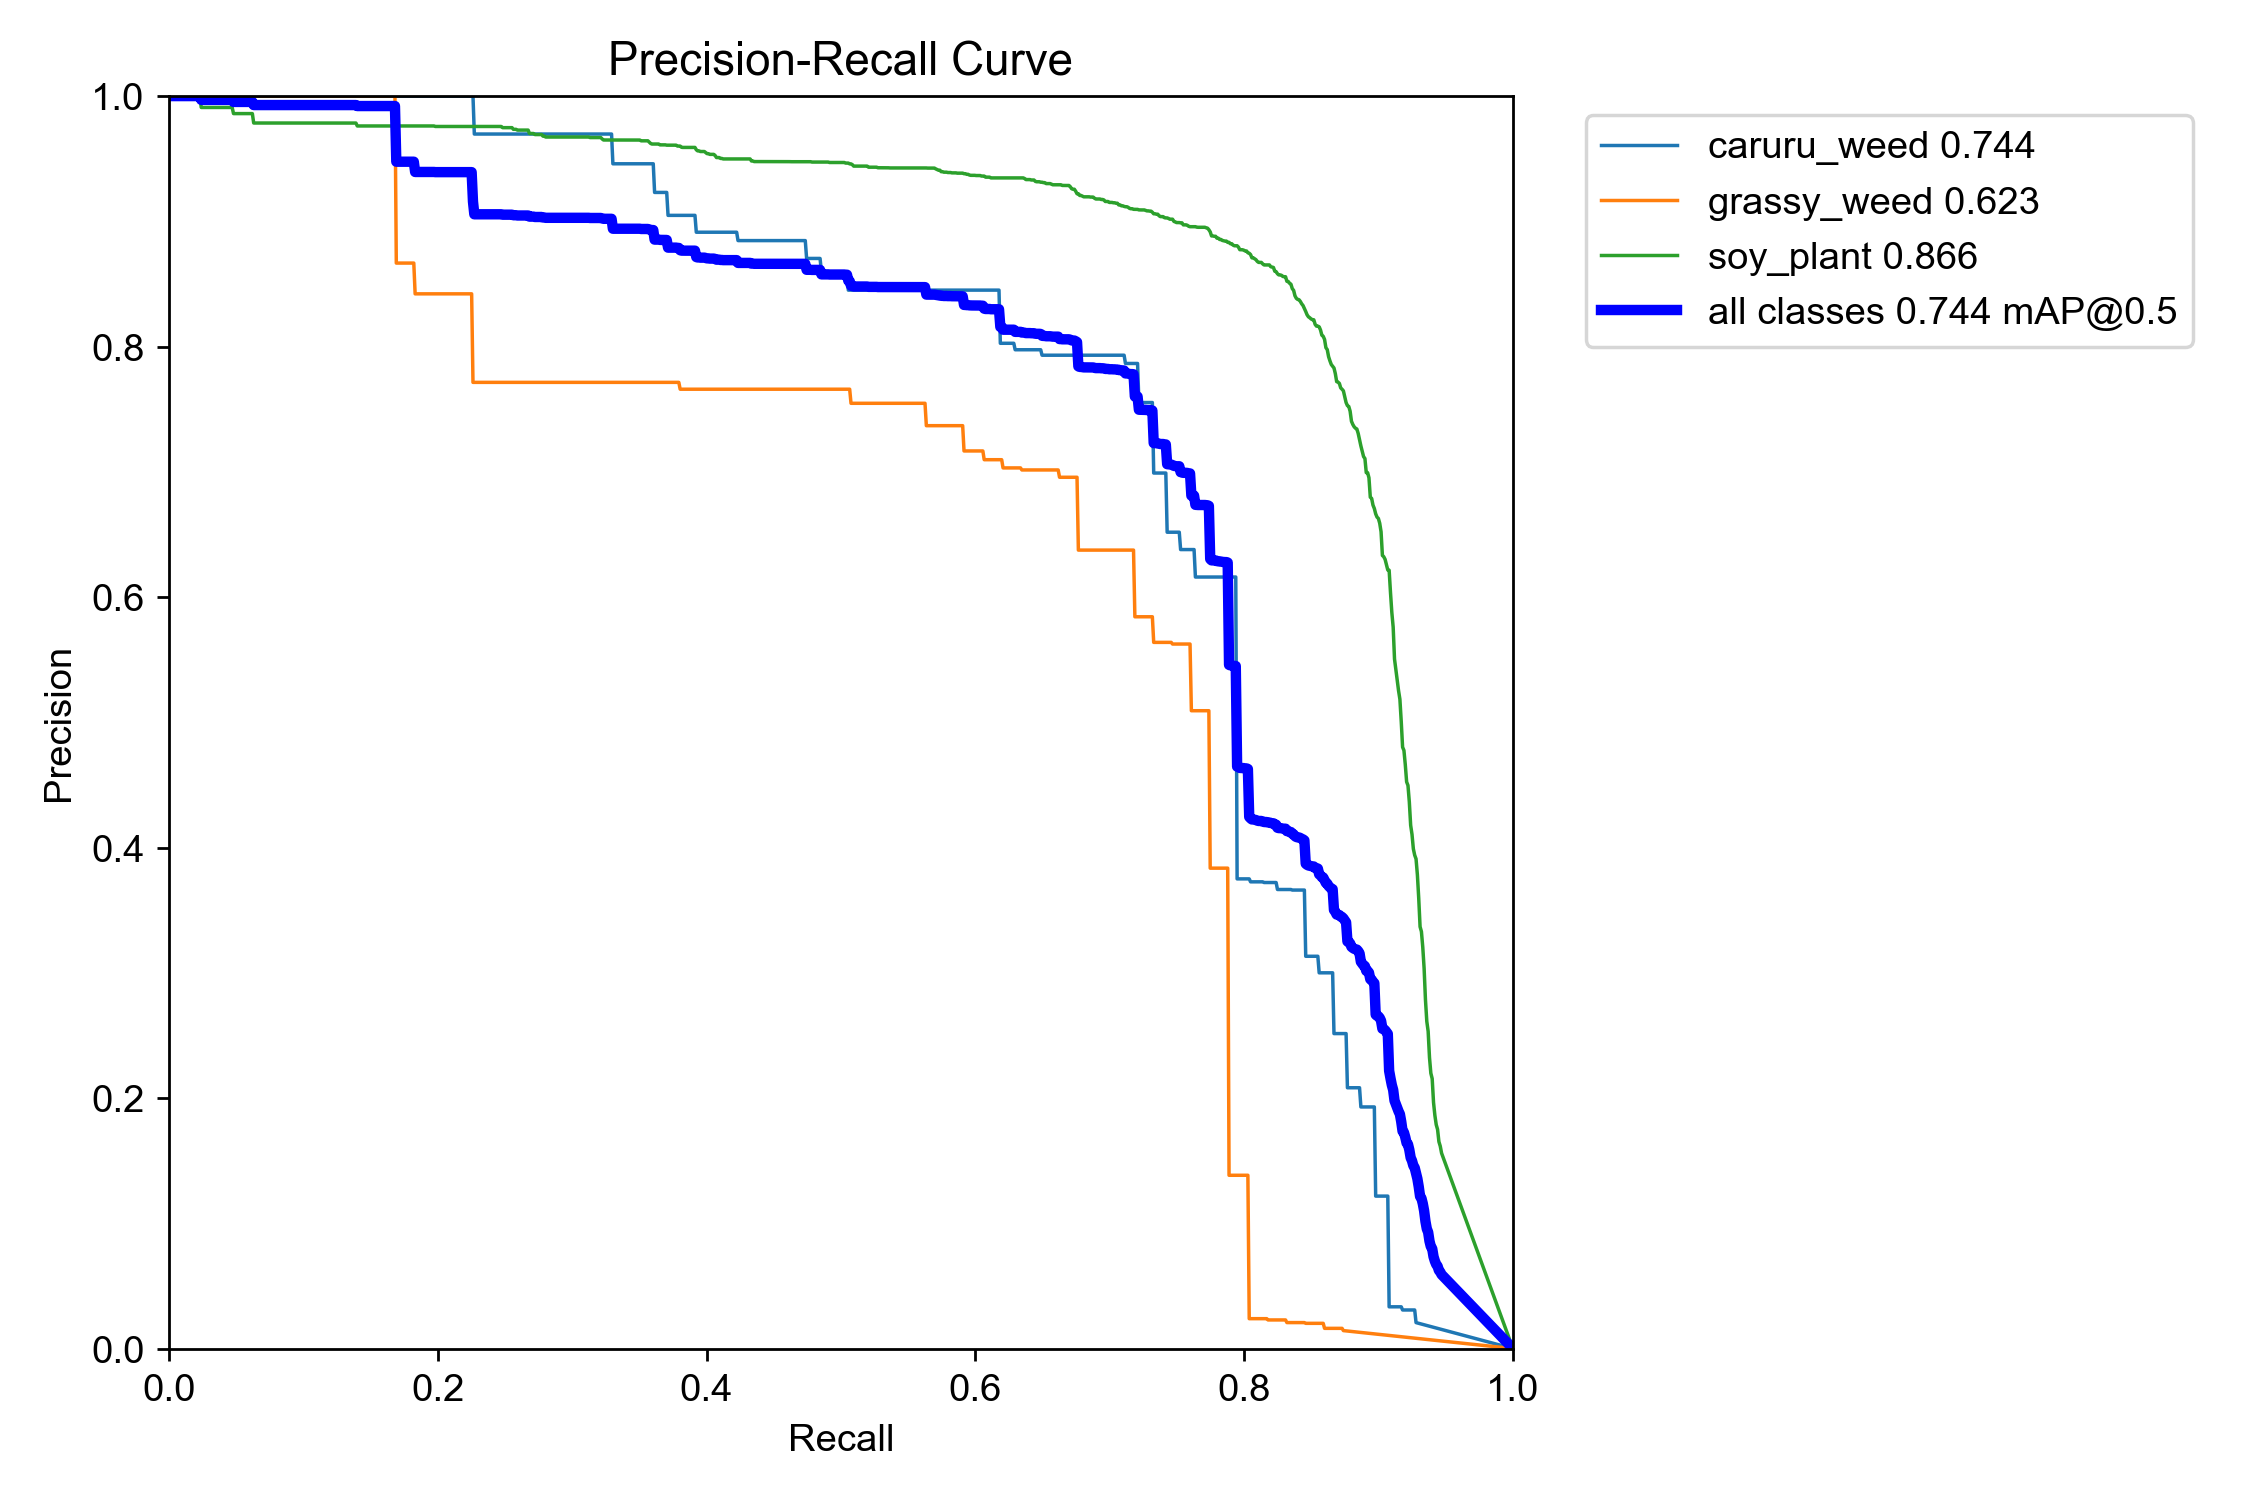 Precision-Recall Curve
1.0
0.8
0.6
0.4
0.2
0.0
Precision
0.0 0.2 0.4 0.6 0.8 1.0
Recall
caruru_weed 0.744
grassy_weed 0.623
soy_plant 0.866
all classes 0.744 mAP@0.5